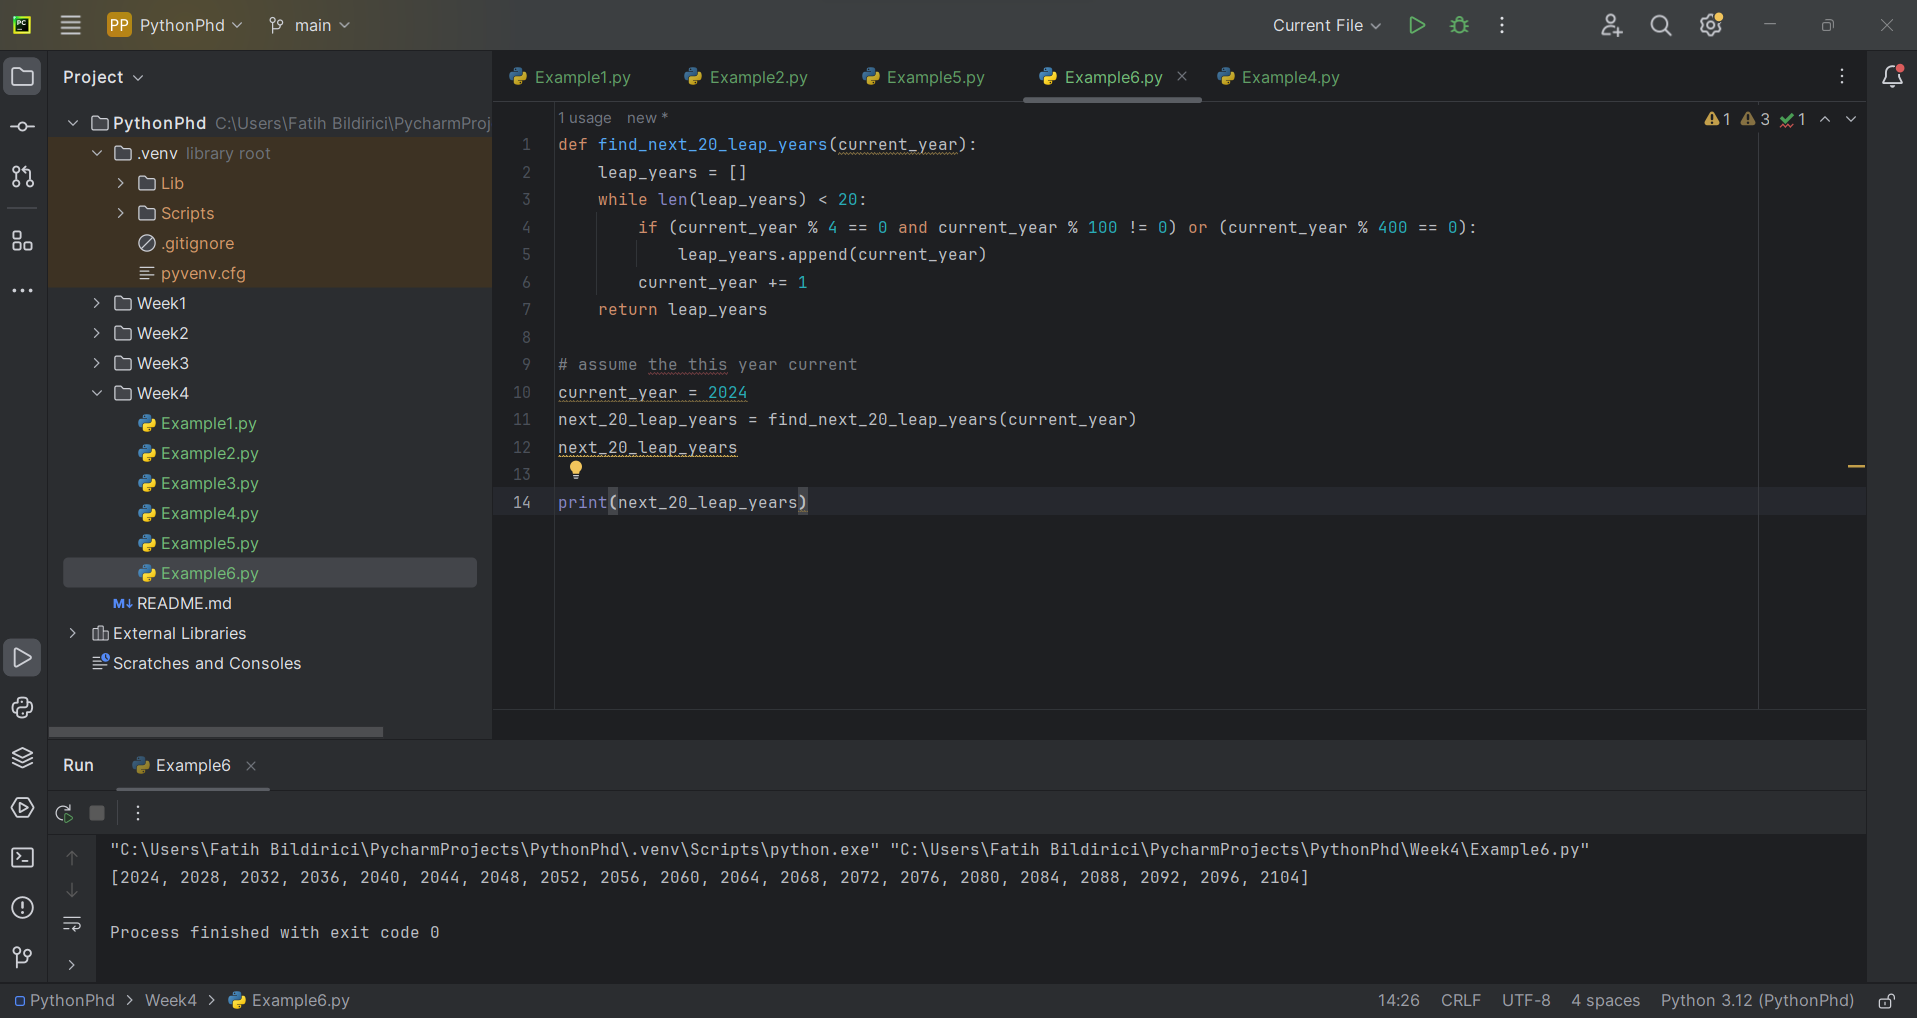 PC
PP PythonPhd main Current File
Project
PythonPhd C:\Users\Fatih Bildirici\PycharmProj
.venv library root
Lib
Scripts
.gitignore
pyvenv.cfg
Week1
Week2
Week3
Week4
Example1.py
Example2.py
Example3.py
Example4.py
Example5.py
Example6.py
M↓ README.md
External Libraries
Scratches and Consoles
Example1.py Example2.py Example5.py Example6.py Example4.py
1 usage new *
1 3 1
1 def find_next_20_leap_years(current_year):
2 leap_years = []
3 while len(leap_years) < 20:
4 if (current_year % 4 == 0 and current_year % 100 != 0) or (current_year % 400 == 0):
5 leap_years.append(current_year)
6 current_year += 1
7 return leap_years
8
9 # assume the this year current
10 current_year = 2024
11 next_20_leap_years = find_next_20_leap_years(current_year)
12 next_20_leap_years
13
14 print(next_20_leap_years)
Run Example6
"C:\Users\Fatih Bildirici\PycharmProjects\PythonPhd\.venv\Scripts\python.exe" "C:\Users\Fatih Bildirici\PycharmProjects\PythonPhd\Week4\Example6.py"
[2024, 2028, 2032, 2036, 2040, 2044, 2048, 2052, 2056, 2060, 2064, 2068, 2072, 2076, 2080, 2084, 2088, 2092, 2096, 2104]
Process finished with exit code 0
PythonPhd > Week4 > Example6.py 14:26 CRLF UTF-8 4 spaces Python 3.12 (PythonPhd)